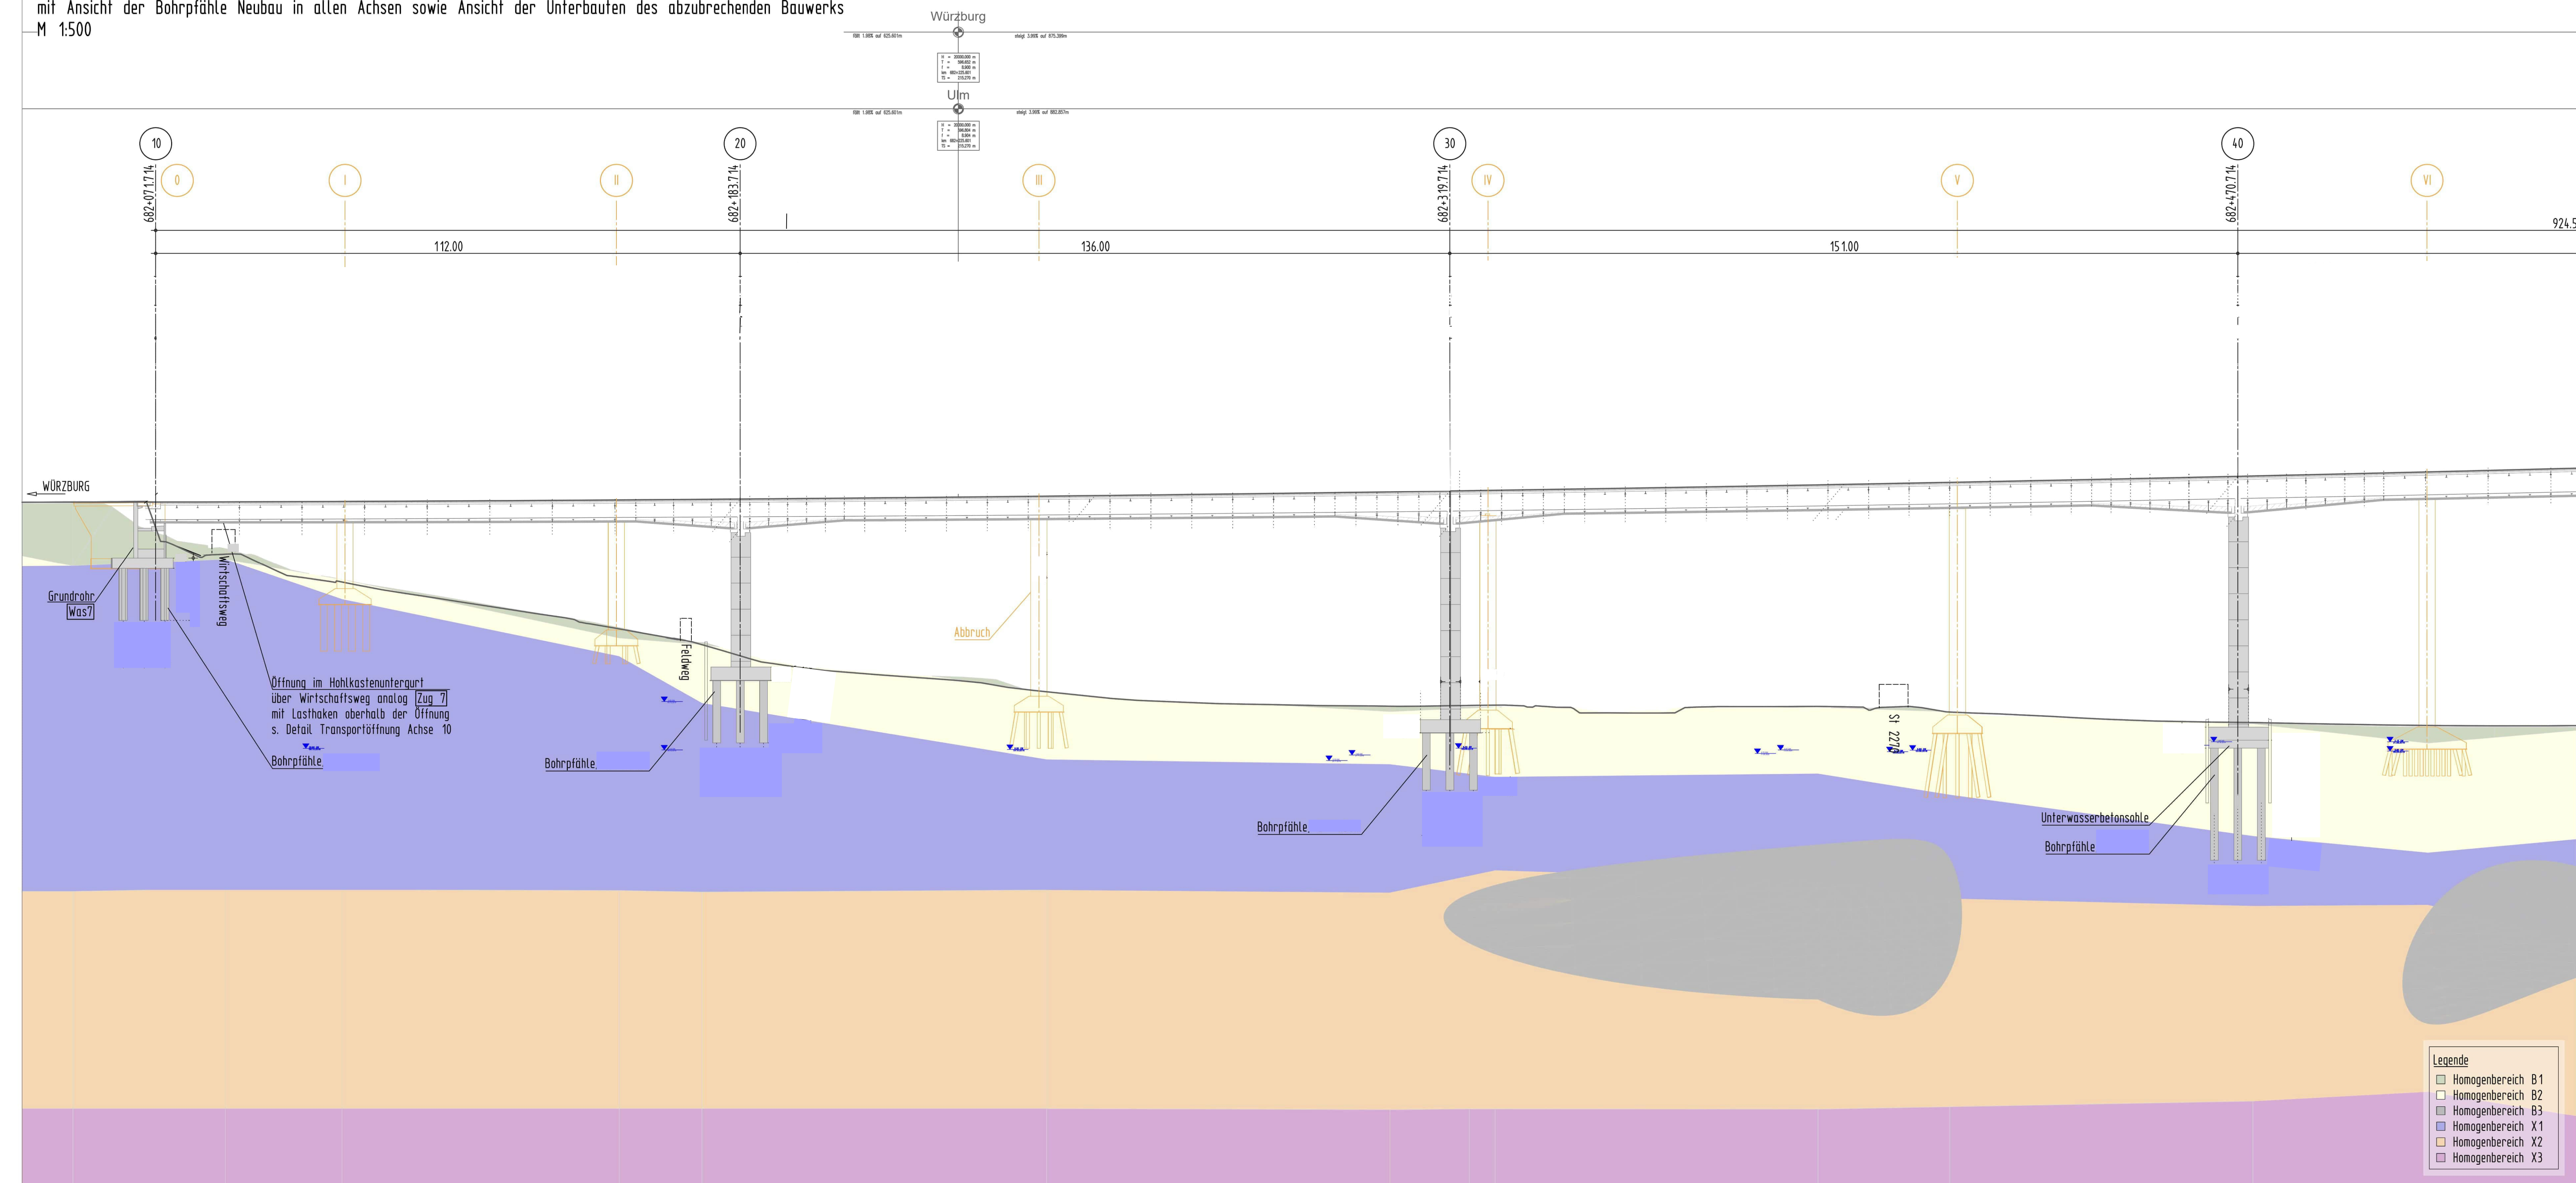 mit Ansicht der Bohrpfähle Neubau in allen Achsen sowie Ansicht der Unterbauten des abzubrechenden Bauwerks
M 1:500
Würzburg
Ulm
10
20
30
40
0
I
II
III
IV
V
VI
682+071.714
682+183.714
682+319.714
682+470.714
924.5
112.00
136.00
151.00
WÜRZBURG
Grundrohr
Was7
Wirtschaftsweg
Öffnung im Hohlkastenuntergurt
über Wirtschaftsweg analog Zug 7
mit Lasthaken oberhalb der Öffnung
s. Detail Transportöffnung Achse 10
Bohrpfähle
Feldweg
Bohrpfähle
Abbruch
Bohrpfähle
St 227
Unterwasserbetonsohle
Bohrpfähle
Legende
Homogenbereich B1
Homogenbereich B2
Homogenbereich B3
Homogenbereich X1
Homogenbereich X2
Homogenbereich X3